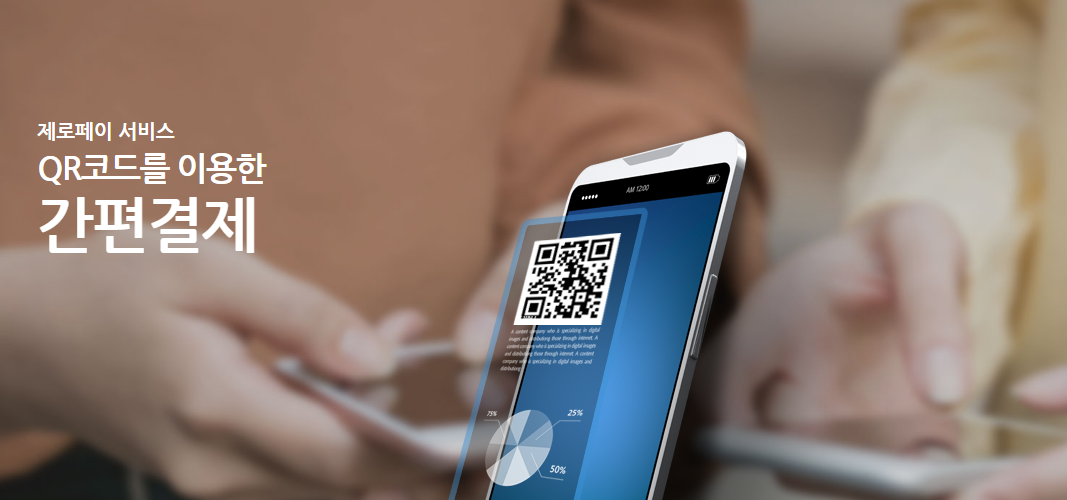 제로페이 서비스
QR코드를 이용한
간편결제
AM 12:00
A content company who is specializing in digital
images and distributing those through internet. A
content company who is specializing in digital images
and distributing those through internet. A content
company who is specializing in digital images and
distributing
75%
25%
50%